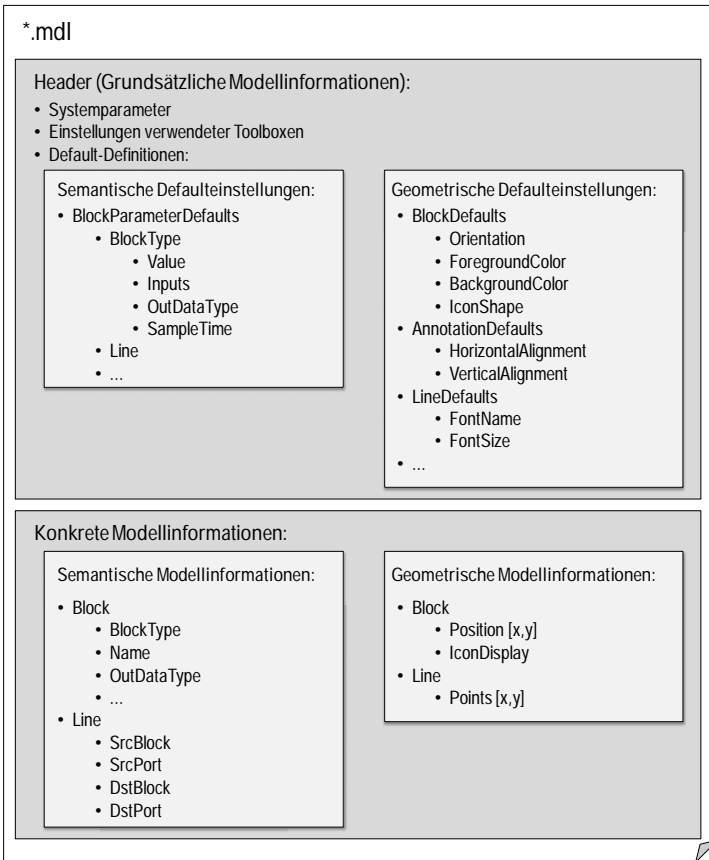 *.mdl
Header (Grundsätzliche Modellinformationen):
• Systemparameter
• Einstellungen verwendeter Toolboxen
• Default-Definitionen:
Semantische Defaulteinstellungen:
• BlockParameterDefaults
• BlockType
• Value
• Inputs
• OutDataType
• SampleTime
• Line
• ...
Geometrische Defaulteinstellungen:
• BlockDefaults
• Orientation
• ForegroundColor
• BackgroundColor
• IconShape
• AnnotationDefaults
• HorizontalAlignment
• VerticalAlignment
• LineDefaults
• FontName
• FontSize
• ...
Konkrete Modellinformationen:
Semantische Modellinformationen:
• Block
• BlockType
• Name
• OutDataType
• ...
• Line
• SrcBlock
• SrcPort
• DstBlock
• DstPort
Geometrische Modellinformationen:
• Block
• Position [x,y]
• IconDisplay
• Line
• Points [x,y]